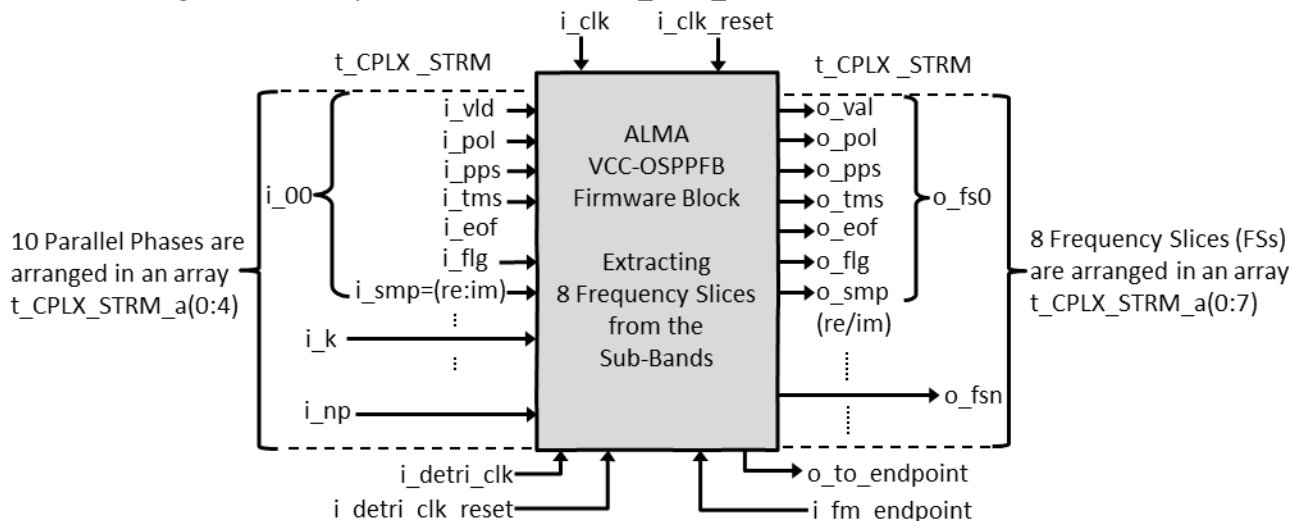 i_clk
i_clk_reset
t_CPLX _STRM
t_CPLX _STRM
10 Parallel Phases are
arranged in an array
t_CPLX_STRM_a(0:4)
i_00
i_vld
i_pol
i_pps
i_tms
i_eof
i_flg
i_smp=(re:im)
i_k
i_np
ALMA
VCC-OSPPFB
Firmware Block
Extracting
8 Frequency Slices
from the
Sub-Bands
o_val
o_pol
o_pps
o_tms
o_eof
o_flg
o_smp
(re/im)
o_fs0
o_fsn
8 Frequency Slices (FSs)
are arranged in an array
t_CPLX_STRM_a(0:7)
i_detri_clk
i_detri_clk_reset
o_to_endpoint
i_fm_endpoint